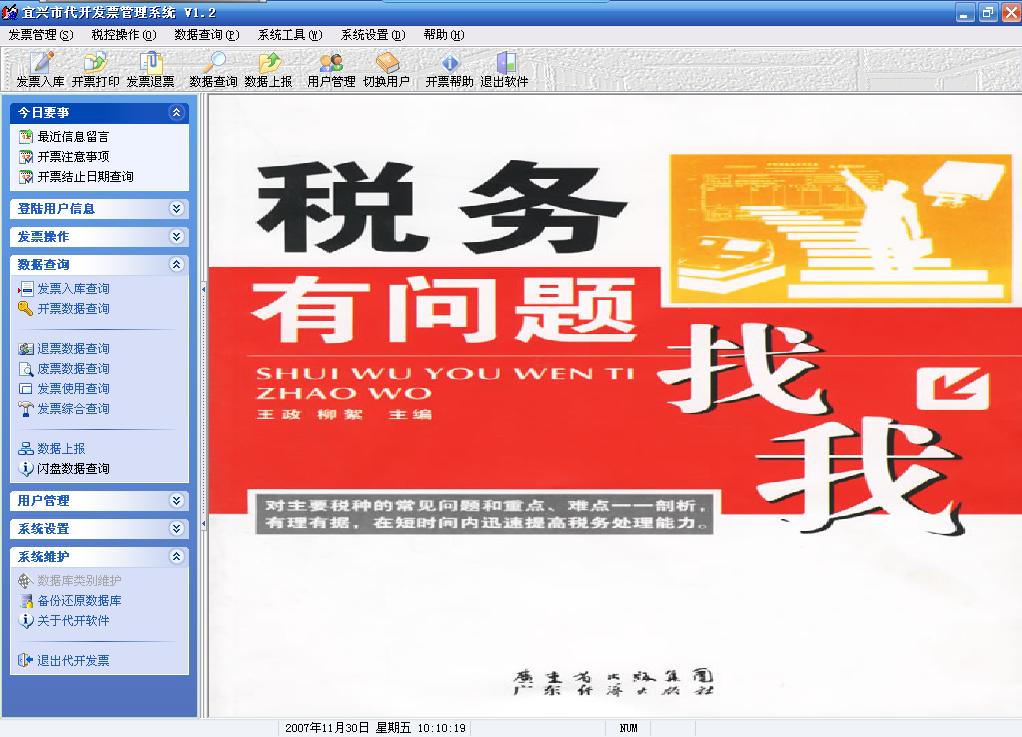 宜兴市代开发票管理系统 V1.2
发票管理(S) 税控操作(O) 数据查询(P) 系统工具(W) 系统设置(D) 帮助(H)
发票入库 开票打印 发票退票 数据查询 数据上报 用户管理 切换用户 开票帮助 退出软件
今日要事
最近信息留言
开票注意事项
开票结止日期查询
登陆用户信息
发票操作
数据查询
发票入库查询
开票数据查询
退票数据查询
废票数据查询
发票使用查询
发票综合查询
数据上报
闪盘数据查询
用户管理
系统设置
系统维护
数据库类别维护
备份还原数据库
关于代开软件
退出代开发票
税务
有问题
找
我
SHUI WU YOU WEN TI
ZHAO WO
王政 柳絮 主编
对主要税种的常见问题和重点、难点一一剖析，
有理有据，在短时间内迅速提高税务处理能力。
廣東省出版集團
广东经济出版社
2007年11月30日 星期五 10:10:19
NUM